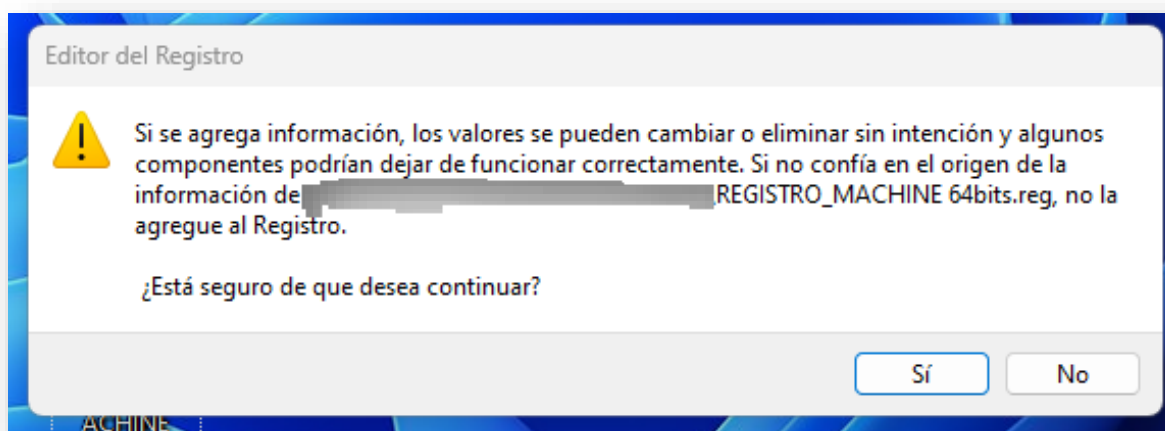 Editor del Registro
Si se agrega información, los valores se pueden cambiar o eliminar sin intención y algunos
componentes podrían dejar de funcionar correctamente. Si no confía en el origen de la
información de REGISTRO_MACHINE 64bits.reg, no la
agregue al Registro.
¿Está seguro de que desea continuar?
Sí No
ACHINE